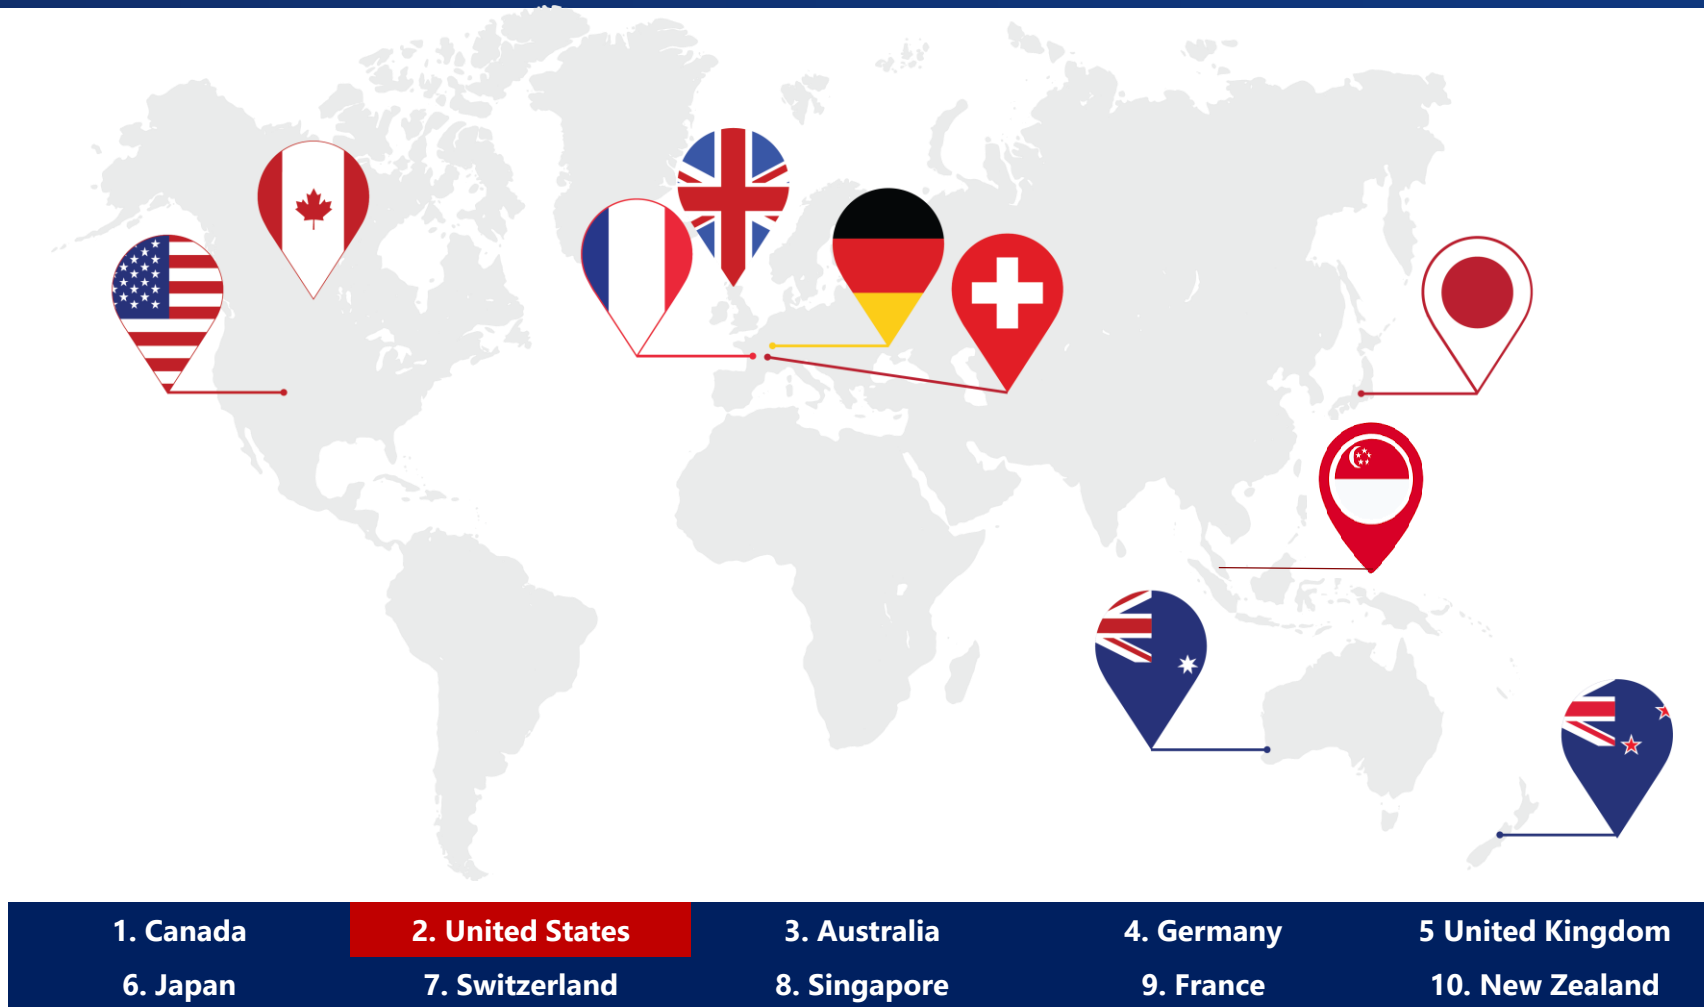 1. Canada
2. United States
3. Australia
4. Germany
5 United Kingdom
6. Japan
7. Switzerland
8. Singapore
9. France
10. New Zealand